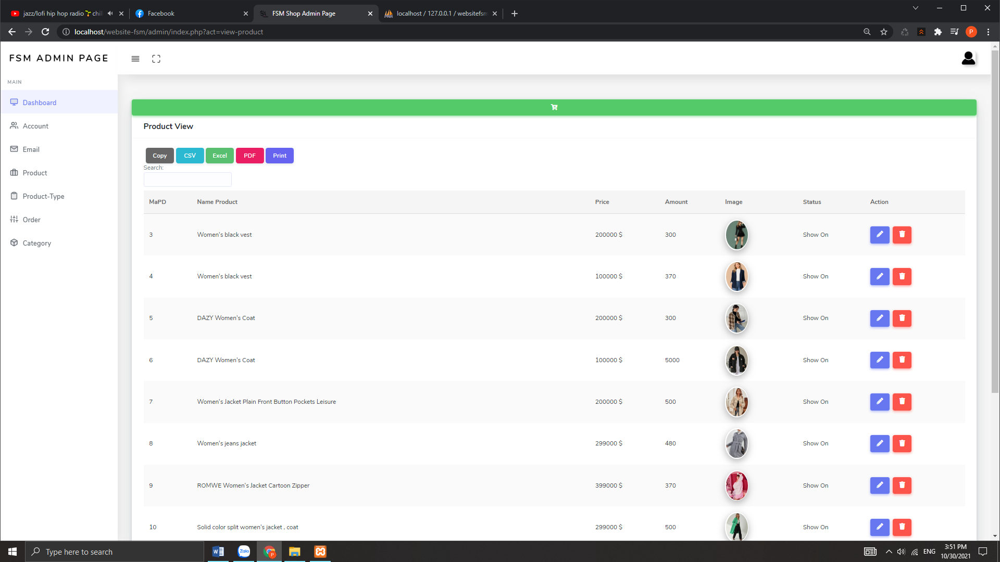 jazz/lofi hip hop radio🌱chil
Facebook
FSM Shop Admin Page
localhost / 127.0.0.1 / websitefsm
localhost/website-fsm/admin/index.php?act=view-product
P
FSM ADMIN PAGE
MAIN
Dashboard
Account
Email
Product
Product-Type
Order
Category
Product View
Copy CSV Excel PDF Print
Search:
MaPD Name Product Price Amount Image Status Action
3 Women's black vest 200000 $ 300 Show On
4 Women's black vest 100000 $ 370 Show On
5 DAZY Women's Coat 200000 $ 300 Show On
6 DAZY Women's Coat 100000 $ 5000 Show On
7 Women's Jacket Plain Front Button Pockets Leisure 200000 $ 500 Show On
8 Women's jeans jacket 299000 $ 480 Show On
9 ROMWE Women's Jacket Cartoon Zipper 399000 $ 370 Show On
10 Solid color split women's jacket , coat 299000 $ 500 Show On
Type here to search
W
Zalo
P
ENG
3:51 PM
10/30/2021